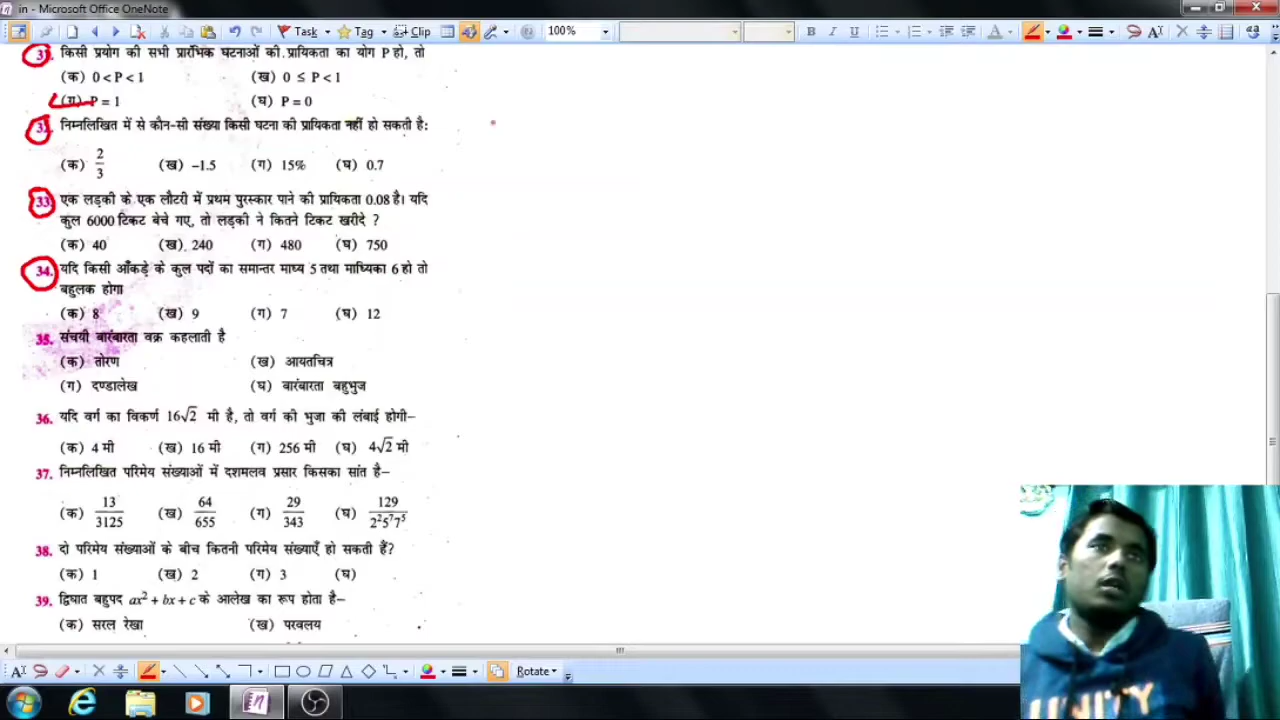 in - Microsoft Office OneNote
Task Tag Clip 100% B I U
31. किसी प्रयोग की सभी प्रारंभिक घटनाओं की प्रायिकता का योग P हो, तो
(क) 0 < P < 1 (ख) 0 ≤ P < 1
(ग) P = 1 (घ) P = 0
32. निम्नलिखित में से कौन-सी संख्या किसी घटना की प्रायिकता नहीं हो सकती है:
(क) 2/3 (ख) –1.5 (ग) 15% (घ) 0.7
33. एक लड़की के एक लौटरी में प्रथम पुरस्कार पाने की प्रायिकता 0.08 है। यदि
कुल 6000 टिकट बेचे गए, तो लड़की ने कितने टिकट खरीदे ?
(क) 40 (ख) 240 (ग) 480 (घ) 750
34. यदि किसी आँकड़े के कुल पदों का समान्तर माध्य 5 तथा माध्यिका 6 हो तो
बहुलक होगा
(क) 8 (ख) 9 (ग) 7 (घ) 12
35. संचयी बारंबारता वक्र कहलाती है
(क) तोरण (ख) आयतचित्र
(ग) दण्डालेख (घ) बारंबारता बहुभुज
36. यदि वर्ग का विकर्ण 16√2 मी है, तो वर्ग की भुजा की लंबाई होगी–
(क) 4 मी (ख) 16 मी (ग) 256 मी (घ) 4√2 मी
37. निम्नलिखित परिमेय संख्याओं में दशमलव प्रसार किसका सांत है–
(क) 13/3125 (ख) 64/655 (ग) 29/343 (घ) 129/2²5⁷7⁵
38. दो परिमेय संख्याओं के बीच कितनी परिमेय संख्याएँ हो सकती हैं?
(क) 1 (ख) 2 (ग) 3 (घ)
39. द्विघात बहुपद ax² + bx + c के आलेख का रूप होता है–
(क) सरल रेखा (ख) परवलय
Rotate
UNITY